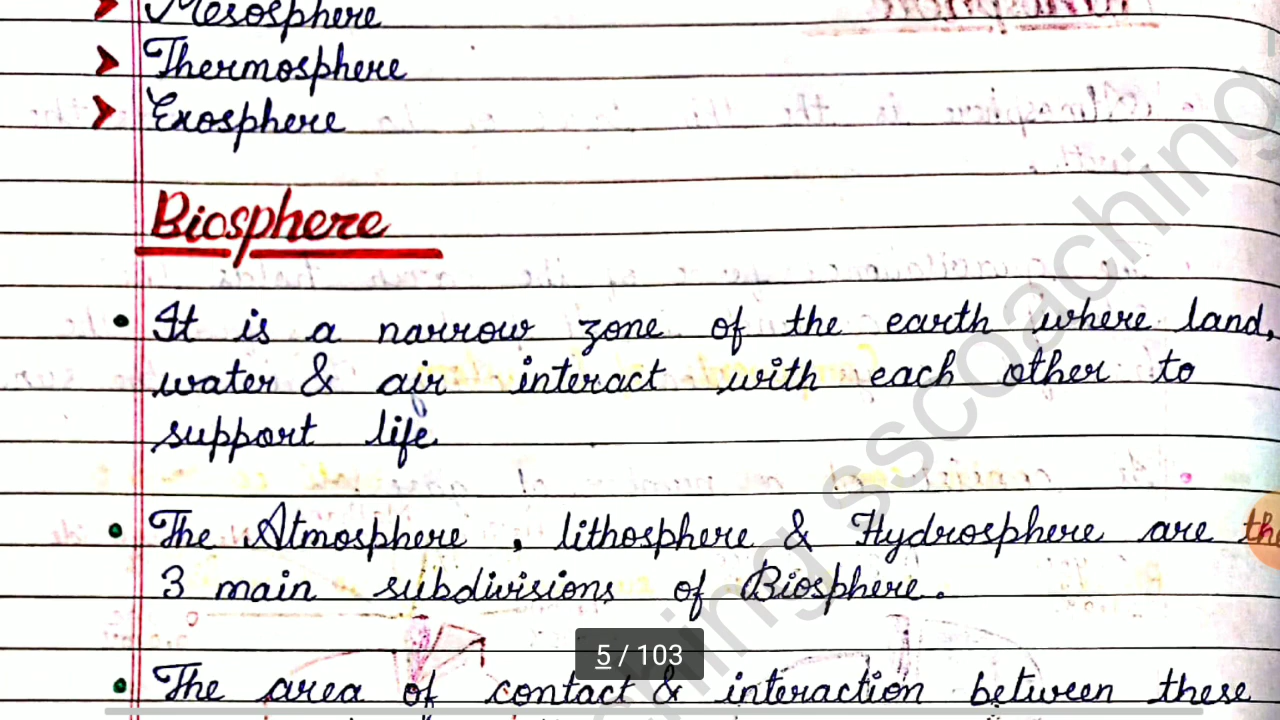 Mesosphere
Thermosphere
Exosphere
Biosphere
It is a narrow zone of the earth where land,
water & air interact with each other to
support life.
The Atmosphere, lithosphere & Hydrosphere are the
3 main subdivisions of Biosphere.
5 / 103
The area of contact & interaction between these
sscoaching